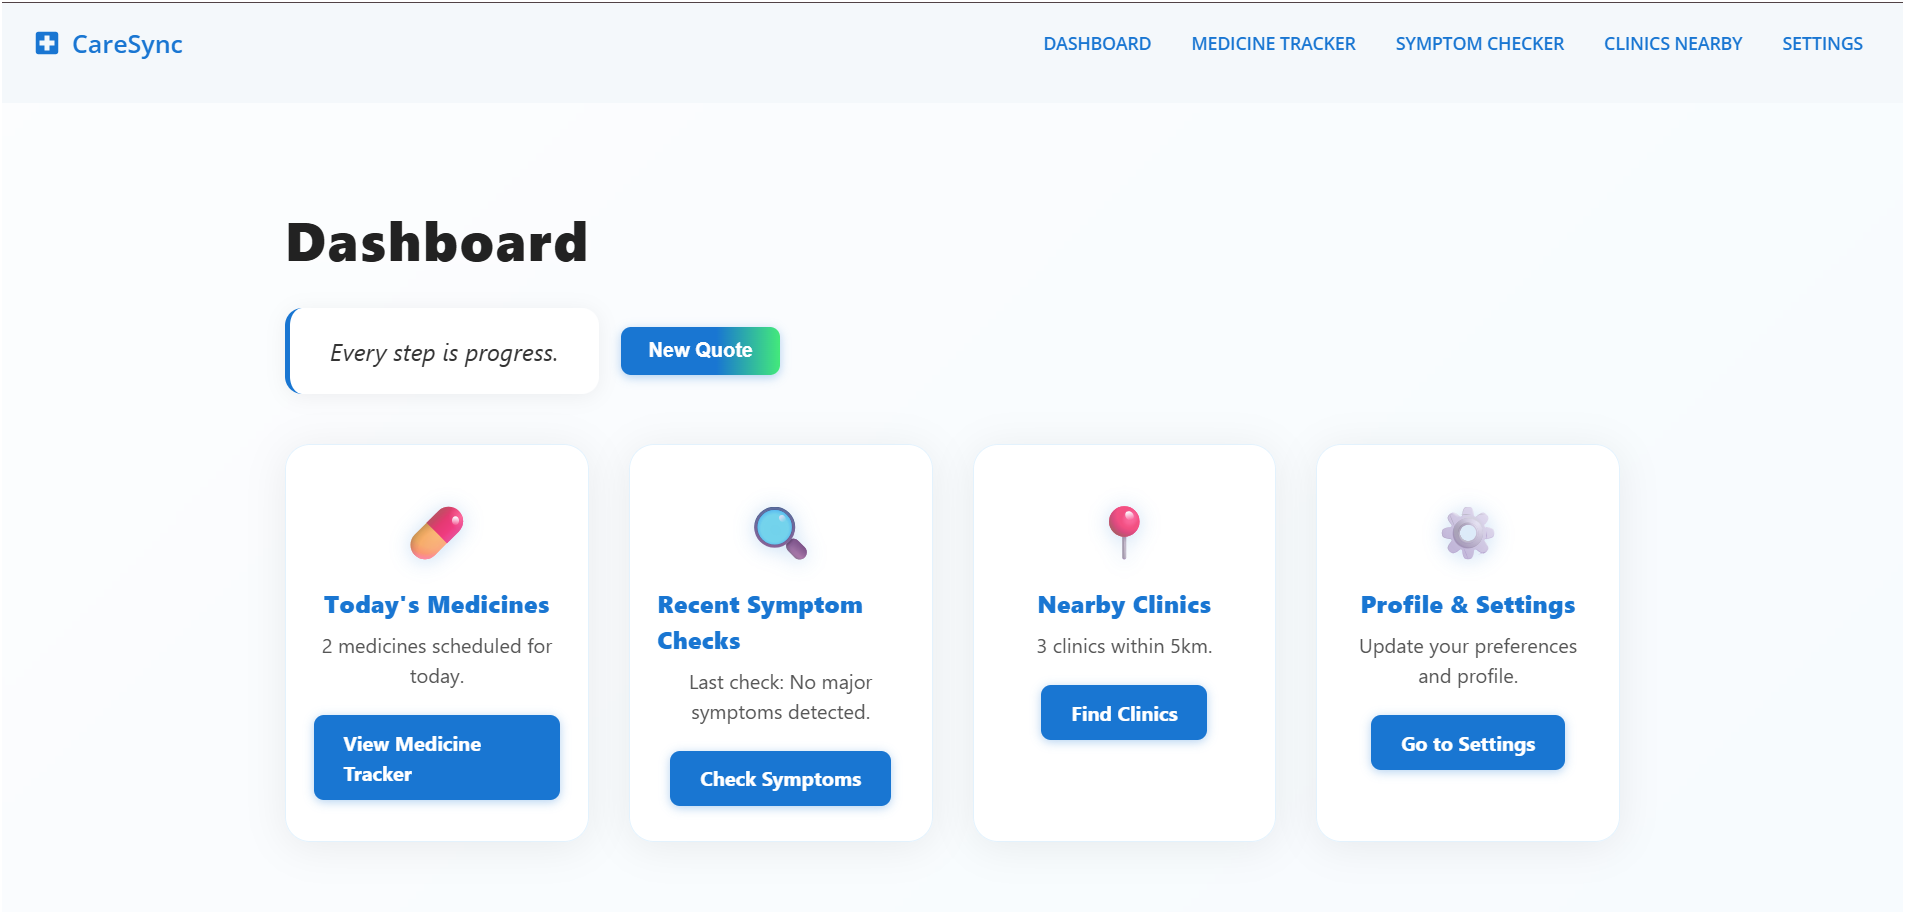 CareSync
DASHBOARD MEDICINE TRACKER SYMPTOM CHECKER CLINICS NEARBY SETTINGS
Dashboard
Every step is progress.
New Quote
Today's Medicines
2 medicines scheduled for
today.
View Medicine
Tracker
Recent Symptom
Checks
Last check: No major
symptoms detected.
Check Symptoms
Nearby Clinics
3 clinics within 5km.
Find Clinics
Profile & Settings
Update your preferences
and profile.
Go to Settings